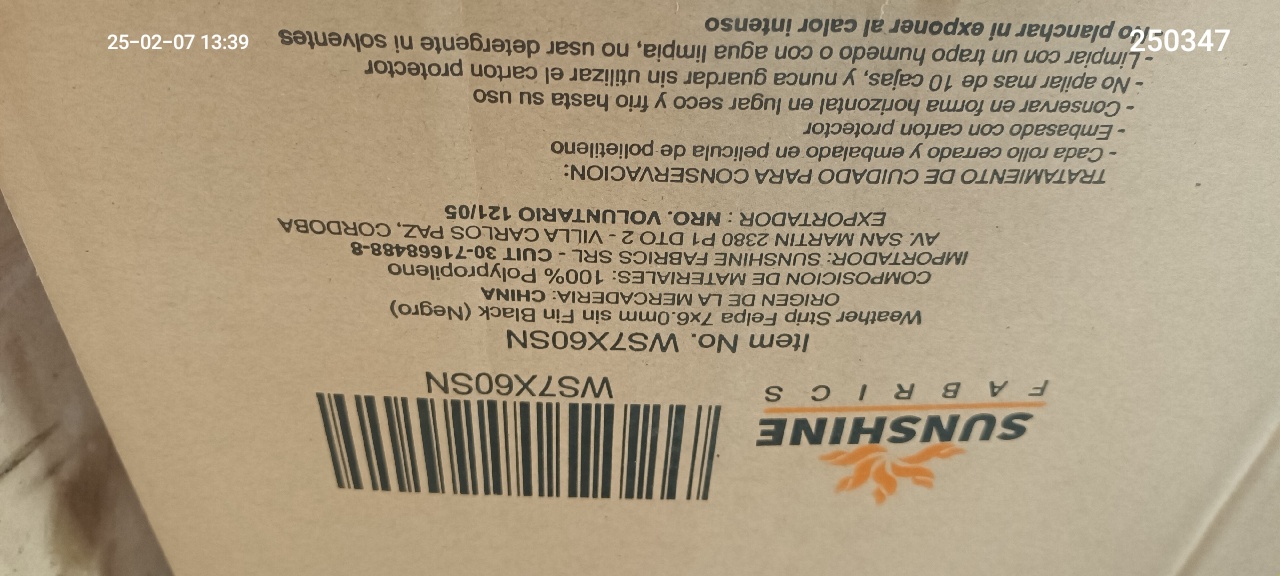 25-02-07 13:39
250347
SUNSHINE
FABRICS
WS7X60SN
Item No. WS7X60SN
Weather Strip Felpa 7x6.0mm sin Fin Black (Negro)
ORIGEN DE LA MERCADERIA: CHINA
COMPOSICION DE MATERIALES: 100% Polypropileno
IMPORTADOR: SUNSHINE FABRICS SRL - CUIT 30-71668488-8
AV. SAN MARTIN 2380 P1 DTO 2 - VILLA CARLOS PAZ, CORDOBA
EXPORTADOR : NRO. VOLUNTARIO 121/05
TRATAMIENTO DE CUIDADO PARA CONSERVACION:
- Cada rollo cerrado y embalado en pelicula de polietileno
- Embasado con carton protector
- Conservar en forma horizontal en lugar seco y frio hasta su uso
- No apilar mas de 10 cajas, y nunca guardar sin utilizar el carton protector
- Limpiar con un trapo humedo o con agua limpia, no usar detergente ni solventes
- No planchar ni exponer al calor intenso